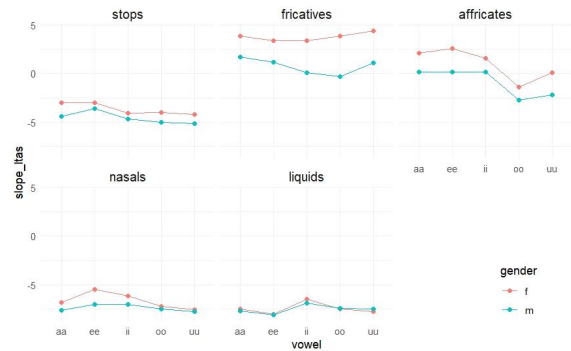 stops fricatives affricates
5
0
-5
aa ee ii oo uu
slope_ltas
nasals liquids
5
0
-5
aa ee ii oo uu aa ee ii oo uu
vowel
gender
f
m